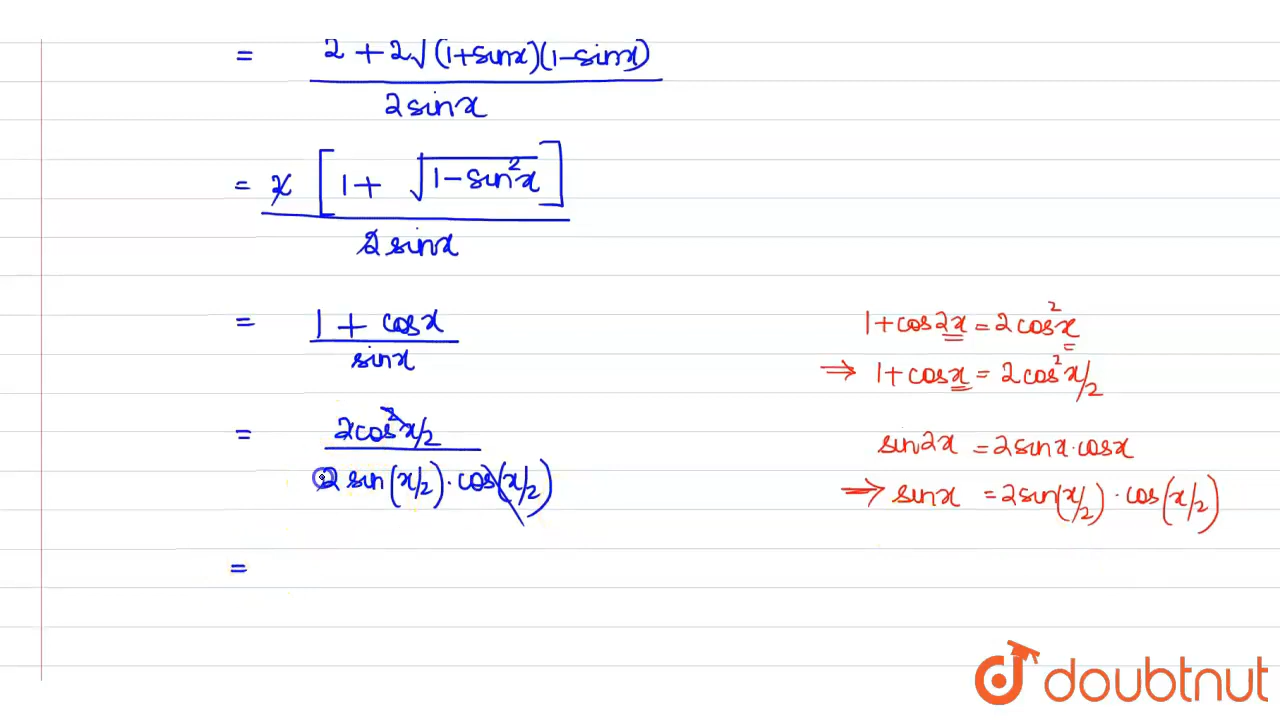 = 2 + 2√(1+sinx)(1-sinx) / 2sinx
= 2 [1 + √1-sin²x] / 2sinx
= 1 + cosx / sinx
= 2cos²x/2 / 2sin(x/2)·cos(x/2)
=
1+cos2x = 2cos²x
⇒ 1+cosx = 2cos²x/2
sin2x = 2sinx·cosx
⇒ sinx = 2sin(x/2)·cos(x/2)
doubtnut